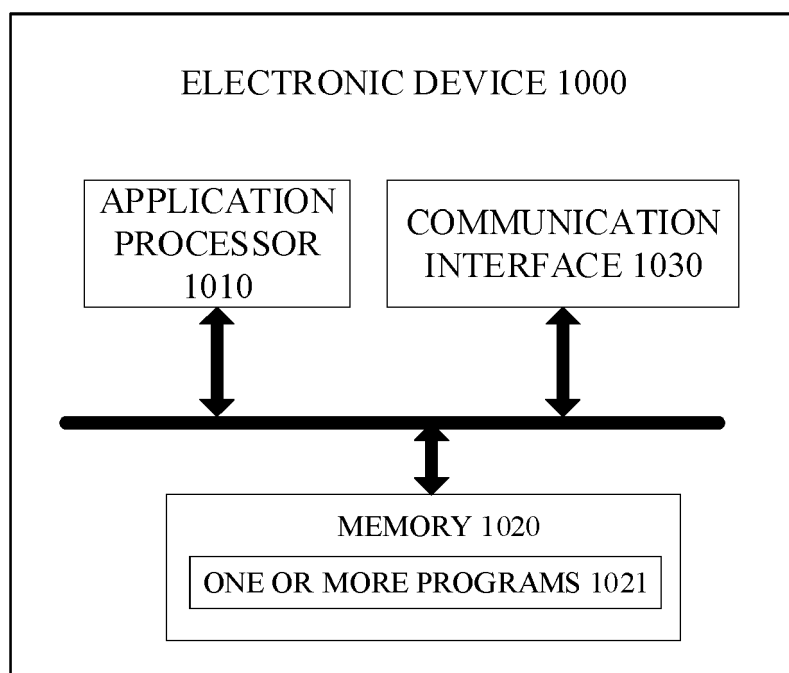 ELECTRONIC DEVICE 1000
APPLICATION
PROCESSOR
1010
COMMUNICATION
INTERFACE 1030
MEMORY 1020
ONE OR MORE PROGRAMS 1021